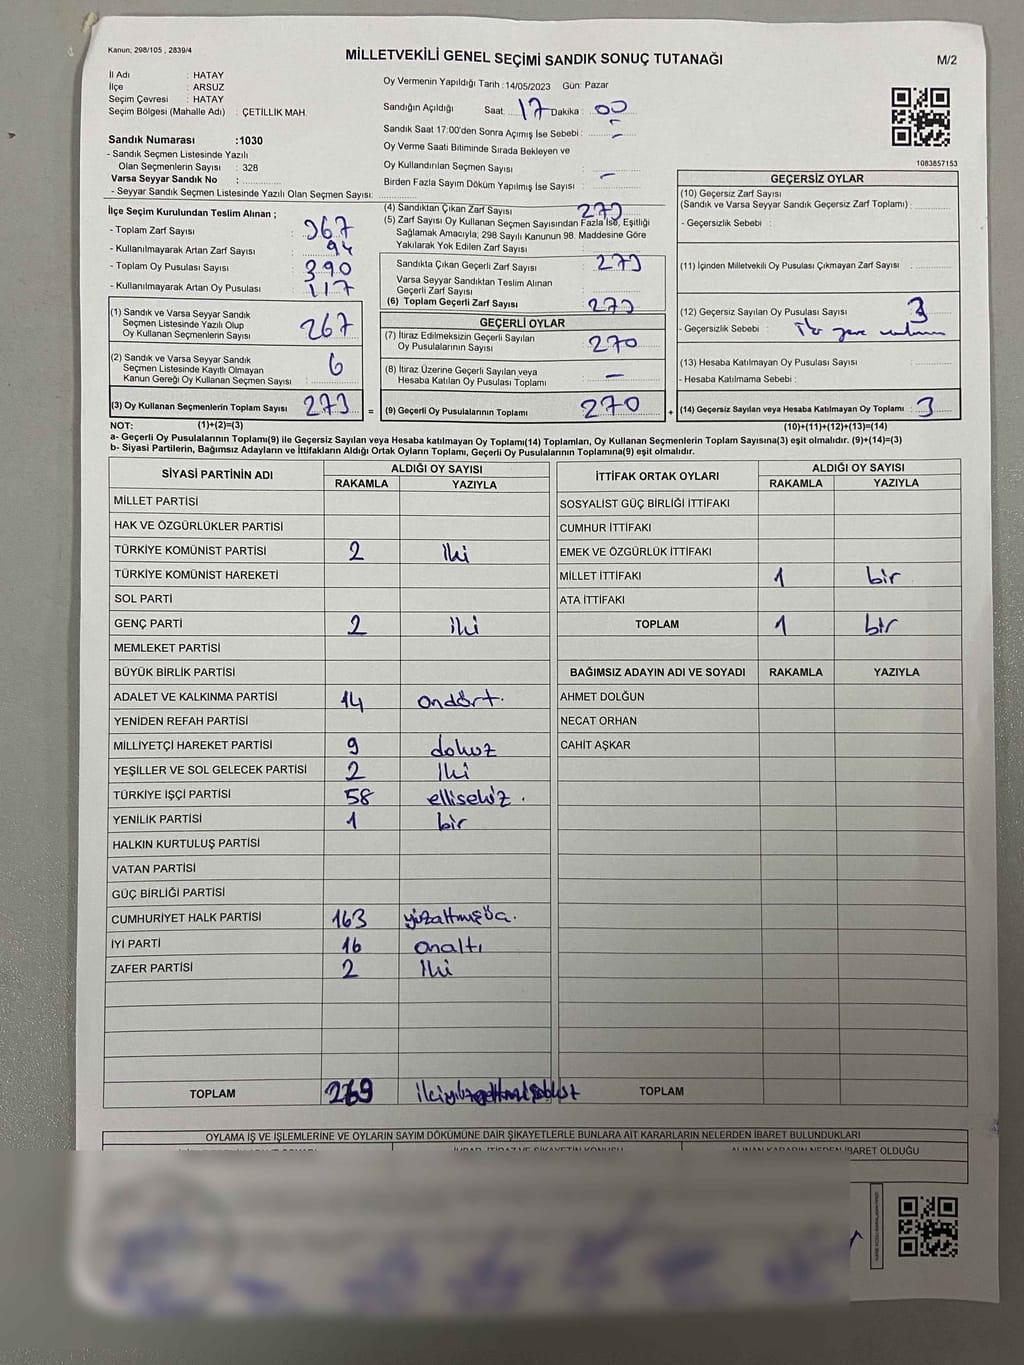 Kanun, 298/105 , 2839/4
MİLLETVEKİLİ GENEL SEÇİMİ SANDIK SONUÇ TUTANAĞI
M/2
İl Adı : HATAY
İlçe : ARSUZ
Seçim Çevresi : HATAY
Seçim Bölgesi (Mahalle Adı) : ÇETİLLİK MAH.
Sandık Numarası :1030
- Sandık Seçmen Listesinde Yazılı
Olan Seçmenlerin Sayısı : 328
Varsa Seyyar Sandık No :
- Seyyar Sandık Seçmen Listesinde Yazılı Olan Seçmen Sayısı:
Oy Vermenin Yapıldığı Tarih :14/05/2023 Gün: Pazar
Sandığın Açıldığı Saat 17 Dakika : 00
Sandık Saat 17:00'den Sonra Açımış İse Sebebi : -
Oy Verme Saati Bitiminde Sırada Bekleyen ve
Oy Kullandırılan Seçmen Sayısı :
Birden Fazla Sayım Döküm Yapılmış İse Sayısı : -
1083857153
İlçe Seçim Kurulundan Teslim Alınan ;
- Toplam Zarf Sayısı : 367
- Kullanılmayarak Artan Zarf Sayısı : 94
- Toplam Oy Pusulası Sayısı : 390
- Kullanılmayarak Artan Oy Pusulası : 117
(1) Sandık ve Varsa Seyyar Sandık
Seçmen Listesinde Yazılı Olup
Oy Kullanan Seçmenlerin Sayısı : 267
(2) Sandık ve Varsa Seyyar Sandık
Seçmen Listesinde Kayıtlı Olmayan
Kanun Gereği Oy Kullanan Seçmen Sayısı : 6
(3) Oy Kullanan Seçmenlerin Toplam Sayısı : 273 =
(4) Sandıktan Çıkan Zarf Sayısı : 273
(5) Zarf Sayısı Oy Kullanan Seçmen Sayısından Fazla İse, Eşitliği
Sağlamak Amacıyla; 298 Sayılı Kanunun 98. Maddesine Göre
Yakılarak Yok Edilen Zarf Sayısı :
Sandıkta Çıkan Geçerli Zarf Sayısı : 273
Varsa Seyyar Sandıktan Teslim Alınan
Geçerli Zarf Sayısı :
(6) Toplam Geçerli Zarf Sayısı : 273
GEÇERLİ OYLAR
(7) İtiraz Edilmeksizin Geçerli Sayılan
Oy Pusulalarının Sayısı : 270
(8) İtiraz Üzerine Geçerli Sayılan veya
Hesaba Katılan Oy Pusulası Toplamı : -
(9) Geçerli Oy Pusulalarının Toplamı : 270 +
GEÇERSİZ OYLAR
(10) Geçersiz Zarf Sayısı
(Sandık ve Varsa Seyyar Sandık Geçersiz Zarf Toplamı) :
- Geçersizlik Sebebi :
(11) İçinden Milletvekili Oy Pusulası Çıkmayan Zarf Sayısı :
(12) Geçersiz Sayılan Oy Pusulası Sayısı : 3
- Geçersizlik Sebebi :
(13) Hesaba Katılmayan Oy Pusulası Sayısı :
- Hesaba Katılmama Sebebi :
(14) Geçersiz Sayılan veya Hesaba Katılmayan Oy Toplamı : 3
NOT: (1)+(2)=(3) (10)+(11)+(12)+(13)=(14)
a- Geçerli Oy Pusulalarının Toplamı(9) ile Geçersiz Sayılan veya Hesaba katılmayan Oy Toplamı(14) Toplamları, Oy Kullanan Seçmenlerin Toplam Sayısına(3) eşit olmalıdır. (9)+(14)=(3)
b- Siyasi Partilerin, Bağımsız Adayların ve İttifakların Aldığı Ortak Oyların Toplamı, Geçerli Oy Pusulalarının Toplamına(9) eşit olmalıdır.
SİYASİ PARTİNİN ADI ALDIĞI OY SAYISI
RAKAMLA YAZIYLA
MİLLET PARTİSİ
HAK VE ÖZGÜRLÜKLER PARTİSİ
TÜRKİYE KOMÜNİST PARTİSİ 2 iki
TÜRKİYE KOMÜNİST HAREKETİ
SOL PARTİ
GENÇ PARTİ 2 iki
MEMLEKET PARTİSİ
BÜYÜK BİRLİK PARTİSİ
ADALET VE KALKINMA PARTİSİ 14 ondört.
YENİDEN REFAH PARTİSİ
MİLLİYETÇİ HAREKET PARTİSİ 9 dokuz
YEŞİLLER VE SOL GELECEK PARTİSİ 2 iki
TÜRKİYE İŞÇİ PARTİSİ 58 ellisekiz.
YENİLİK PARTİSİ 1 bir
HALKIN KURTULUŞ PARTİSİ
VATAN PARTİSİ
GÜÇ BİRLİĞİ PARTİSİ
CUMHURİYET HALK PARTİSİ 163 yüzaltmışüç.
İYİ PARTİ 16 onaltı
ZAFER PARTİSİ 2 iki
TOPLAM 269 ikiyüzaltmışdokuz
İTTİFAK ORTAK OYLARI ALDIĞI OY SAYISI
RAKAMLA YAZIYLA
SOSYALİST GÜÇ BİRLİĞİ İTTİFAKI
CUMHUR İTTİFAKI
EMEK VE ÖZGÜRLÜK İTTİFAKI
MİLLET İTTİFAKI 1 bir
ATA İTTİFAKI
TOPLAM 1 bir
BAĞIMSIZ ADAYIN ADI VE SOYADI RAKAMLA YAZIYLA
AHMET DOLĞUN
NECAT ORHAN
CAHİT AŞKAR
TOPLAM
OYLAMA İŞ VE İŞLEMLERİNE VE OYLARIN SAYIM DÖKÜMÜNE DAİR ŞİKAYETLERLE BUNLARA AİT KARARLARIN NELERDEN İBARET BULUNDUKLARI
ALINAN KARARIN NEDEN İBARET OLDUĞU